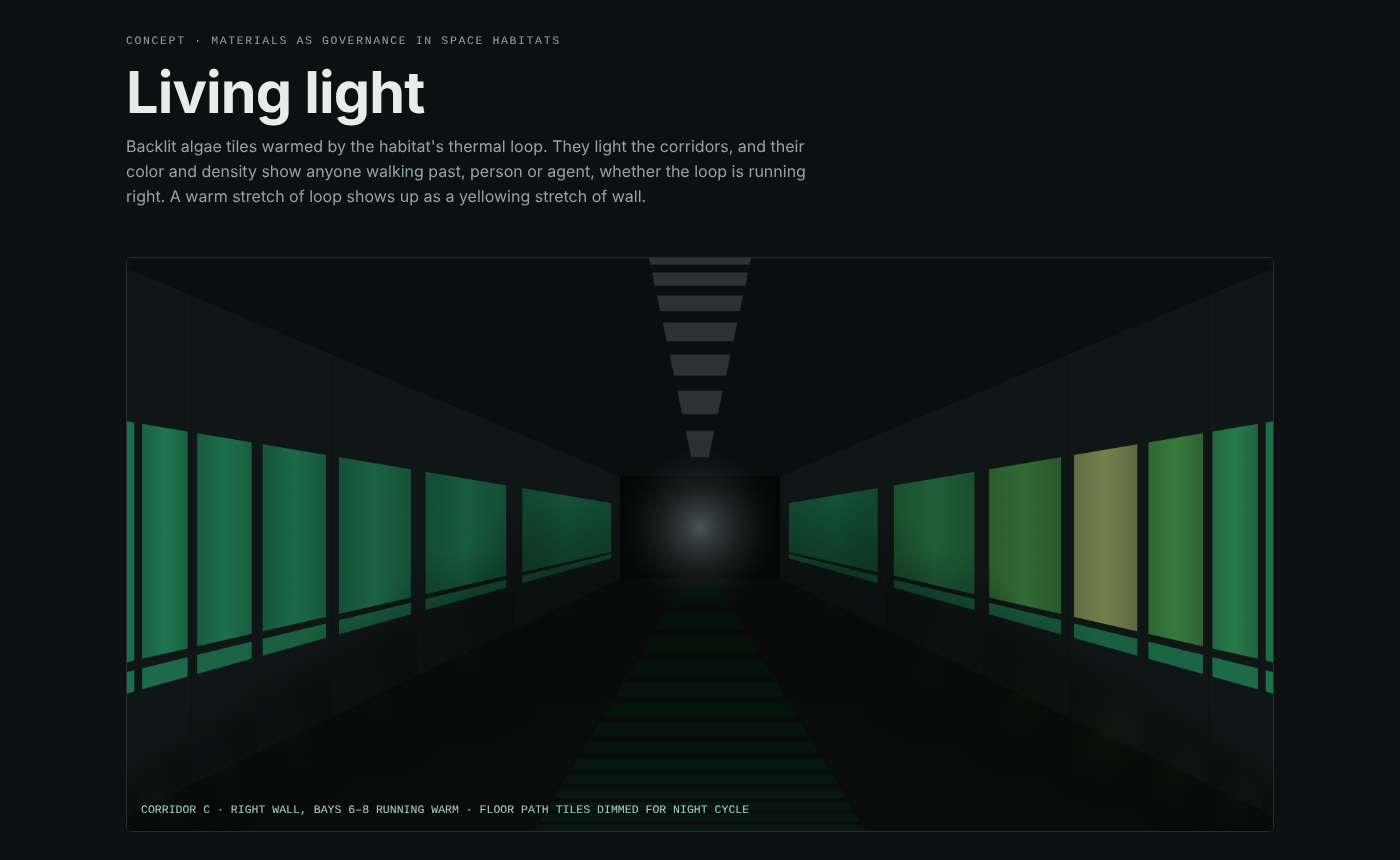 CONCEPT · MATERIALS AS GOVERNANCE IN SPACE HABITATS
Living light
Backlit algae tiles warmed by the habitat's thermal loop. They light the corridors, and their
color and density show anyone walking past, person or agent, whether the loop is running
right. A warm stretch of loop shows up as a yellowing stretch of wall.
CORRIDOR C · RIGHT WALL, BAYS 6–8 RUNNING WARM · FLOOR PATH TILES DIMMED FOR NIGHT CYCLE